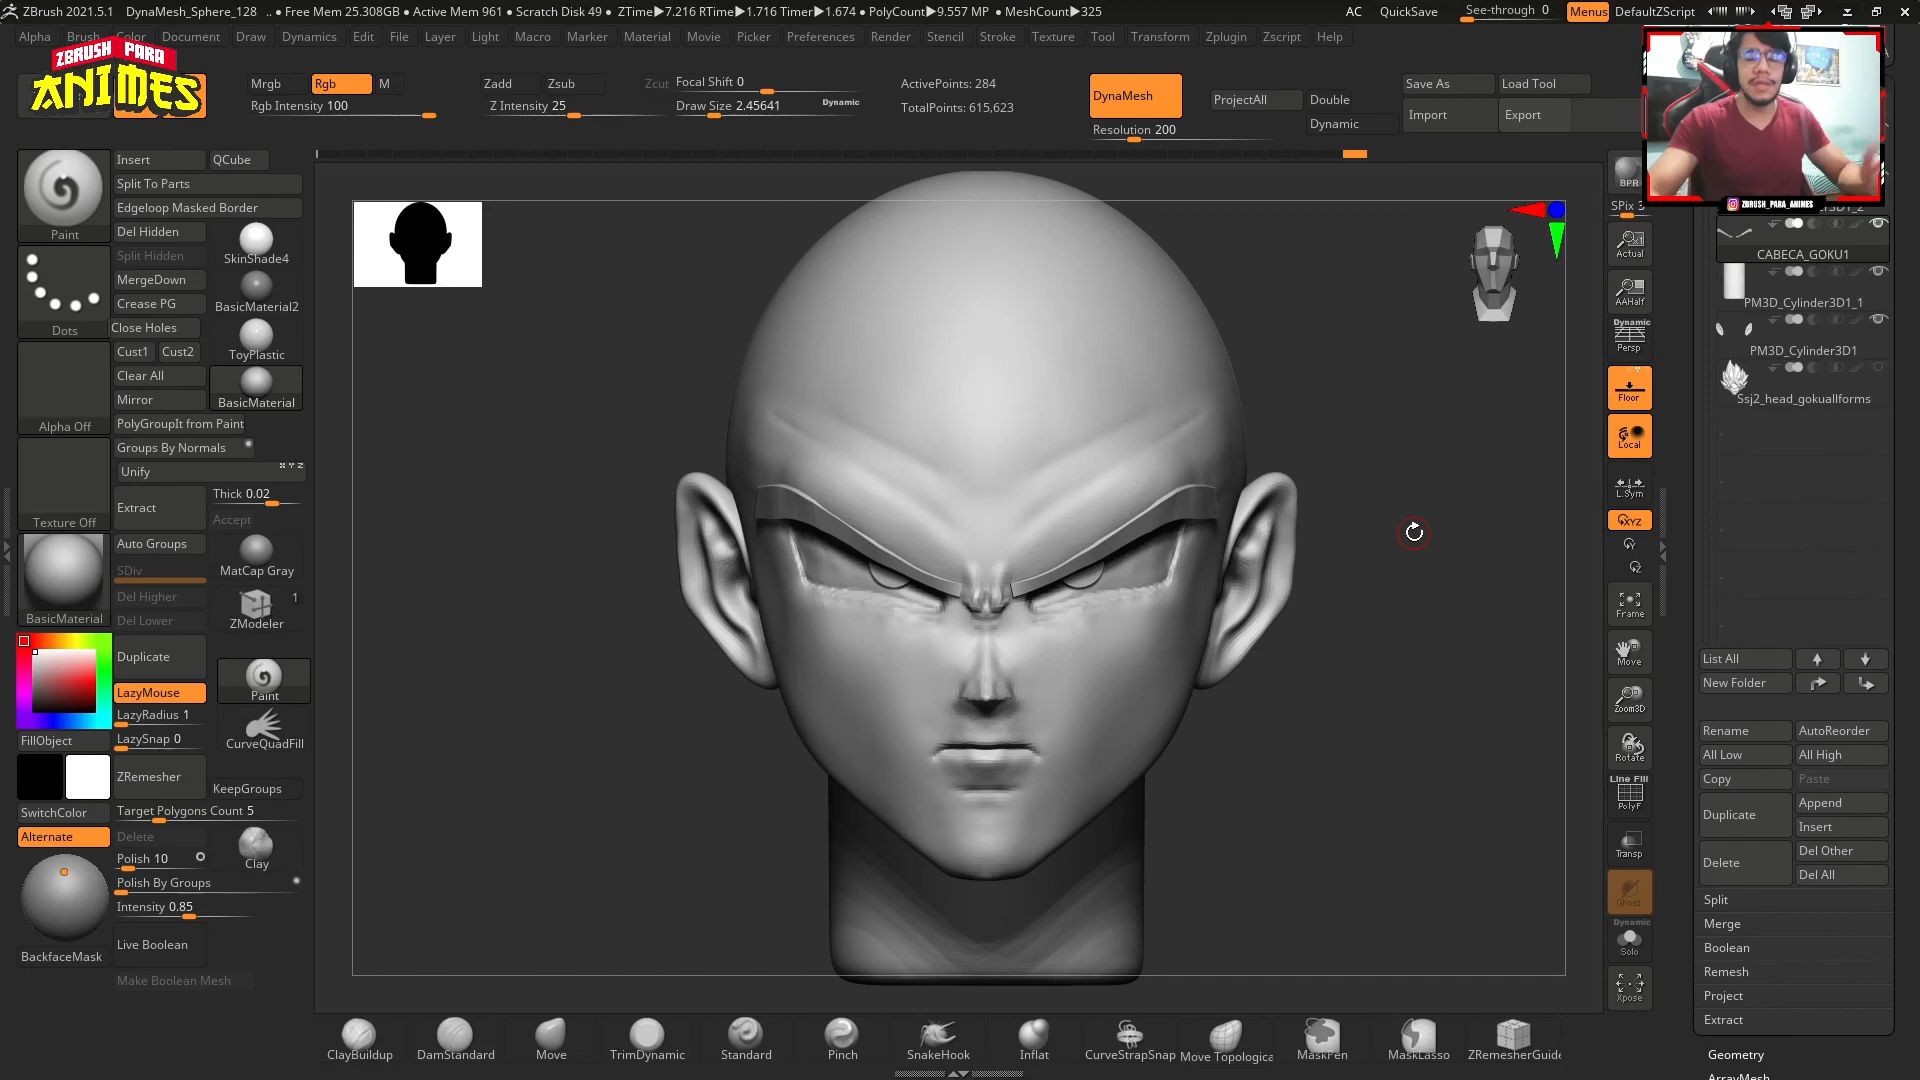 ZBrush 2021.5.1 DynaMesh_Sphere_128 .. • Free Mem 25.308GB • Active Mem 961 • Scratch Disk 49 • ZTime▶7.216 RTime▶1.716 Timer▶1.674 • PolyCount▶9.557 MP • MeshCount▶325 AC QuickSave See-through 0 Menus DefaultZScript
Alpha Brush Color Document Draw Dynamics Edit File Layer Light Macro Marker Material Movie Picker Preferences Render Stencil Stroke Texture Tool Transform Zplugin Zscript Help
ZBRUSH PARA
ANIMES
Mrgb Rgb M Zadd Zsub Zcut Focal Shift 0 ActivePoints: 284 DynaMesh ProjectAll Double Save As Load Tool
Rgb Intensity 100 Z Intensity 25 Draw Size 2.45641 Dynamic TotalPoints: 615,623 Resolution 200 Dynamic Import Export
ZBRUSH_PARA_ANIMES
Paint
Dots
Alpha Off
Texture Off
BasicMaterial
FillObject
SwitchColor
Alternate
BackfaceMask
Insert QCube
Split To Parts
Edgeloop Masked Border
Del Hidden
Split Hidden SkinShade4
MergeDown
Crease PG BasicMaterial2
Close Holes
Cust1 Cust2 ToyPlastic
Clear All
Mirror BasicMaterial
PolyGroupIt from Paint
Groups By Normals
Unify X Y Z
Extract Thick 0.02
Accept
Auto Groups
SDiv MatCap Gray
Del Higher 1
Del Lower ZModeler
Duplicate
LazyMouse Paint
LazyRadius 1
LazySnap 0 CurveQuadFill
ZRemesher KeepGroups
Target Polygons Count 5
Delete
Polish 10 Clay
Polish By Groups
Intensity 0.85
Live Boolean
Make Boolean Mesh
BPR
SPix 3
Actual
AAHalf
Dynamic
Persp
Floor
Local
L.Sym
XYZ
Y
Z
Frame
Move
Zoom3D
Rotate
Line Fill
PolyF
Transp
Ghost
Dynamic
Solo
Xpose
CABECA_GOKU1
PM3D_Cylinder3D1_1
PM3D_Cylinder3D1
Ssj2_head_gokuallforms
List All
New Folder
Rename AutoReorder
All Low All High
Copy Paste
Duplicate Append
Insert
Delete Del Other
Del All
Split
Merge
Boolean
Remesh
Project
Extract
Geometry
ArrayMesh
ClayBuildup DamStandard Move TrimDynamic Standard Pinch SnakeHook Inflat CurveStrapSnap Move Topologica MaskPen MaskLasso ZRemesherGuide